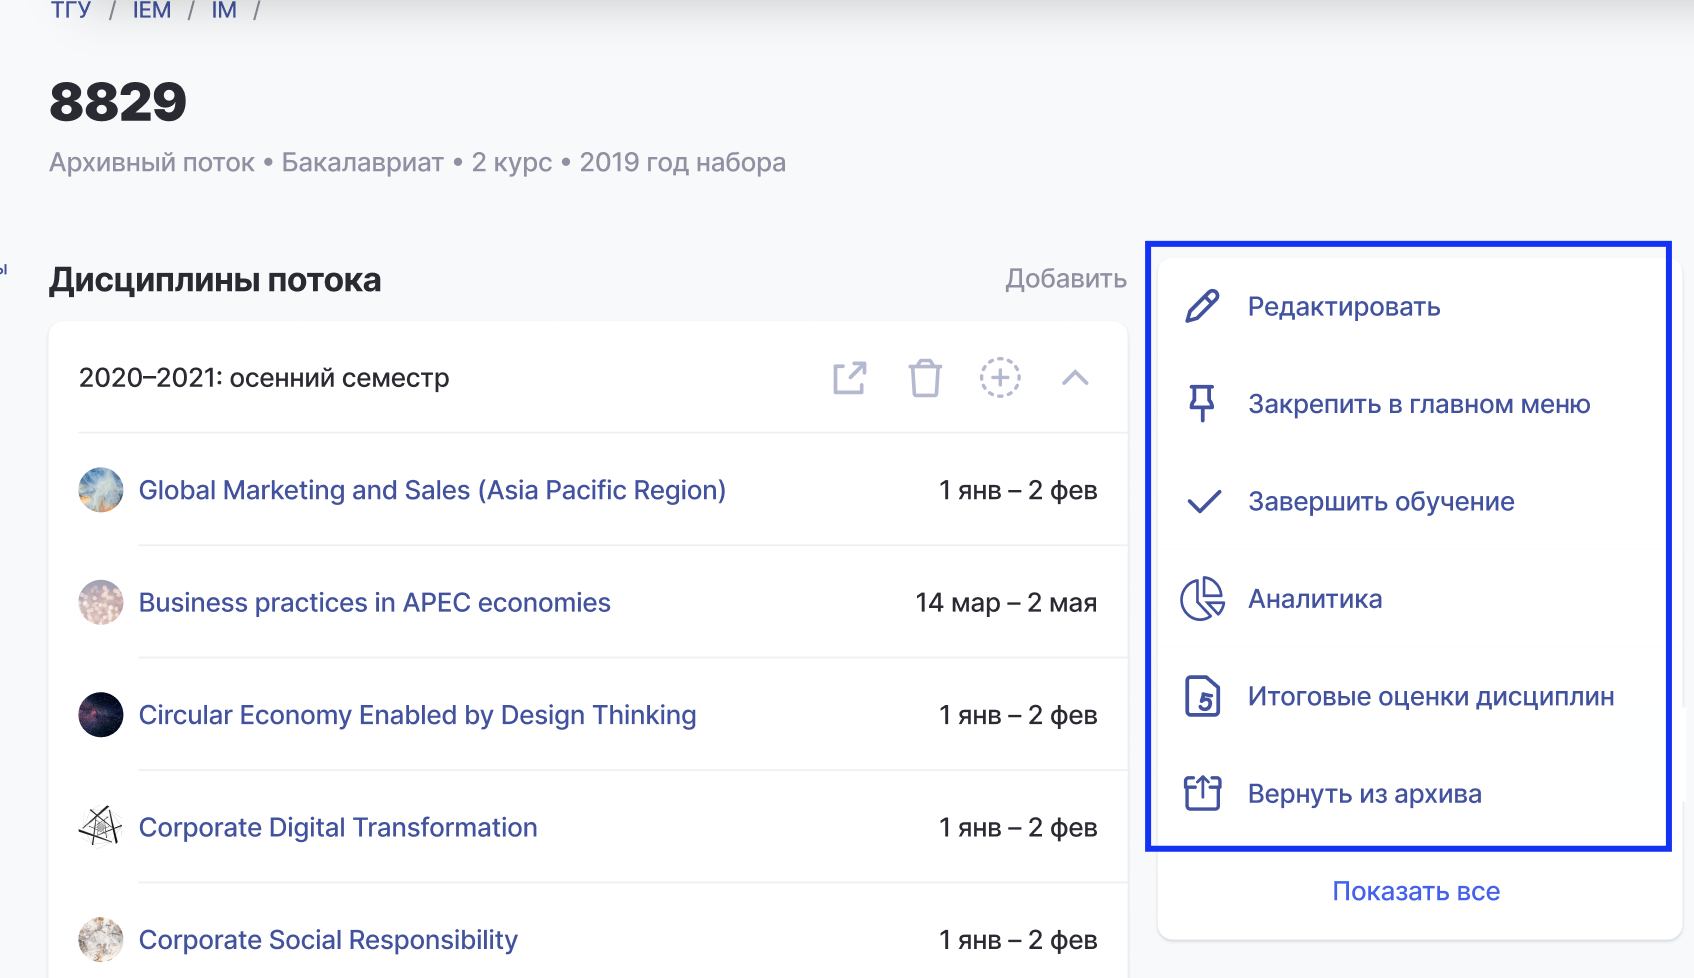 ТГУ / IEM / IM /
8829
Архивный поток • Бакалавриат • 2 курс • 2019 год набора
ы
Дисциплины потока
Добавить
2020–2021: осенний семестр
Global Marketing and Sales (Asia Pacific Region) 1 янв – 2 фев
Business practices in APEC economies 14 мар – 2 мая
Circular Economy Enabled by Design Thinking 1 янв – 2 фев
Corporate Digital Transformation 1 янв – 2 фев
Corporate Social Responsibility 1 янв – 2 фев
Редактировать
Закрепить в главном меню
Завершить обучение
Аналитика
5 Итоговые оценки дисциплин
Вернуть из архива
Показать все